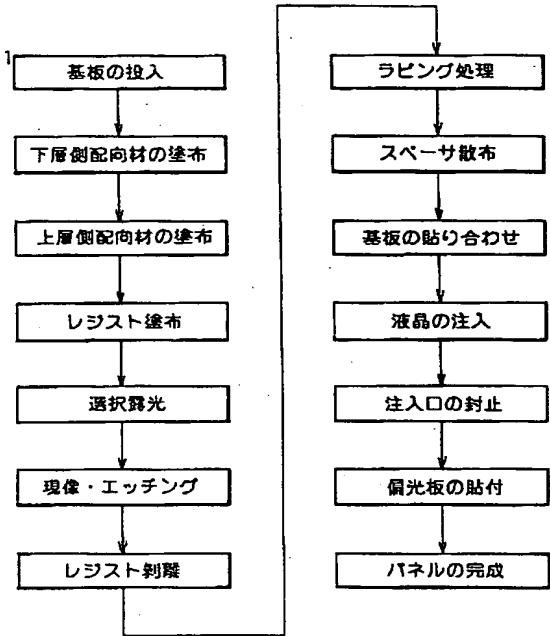 1
基板の投入
下層側配向材の塗布
上層側配向材の塗布
レジスト塗布
選択露光
現像・エッチング
レジスト剥離
ラビング処理
スペーサ散布
基板の貼り合わせ
液晶の注入
注入口の封止
偏光板の貼付
パネルの完成